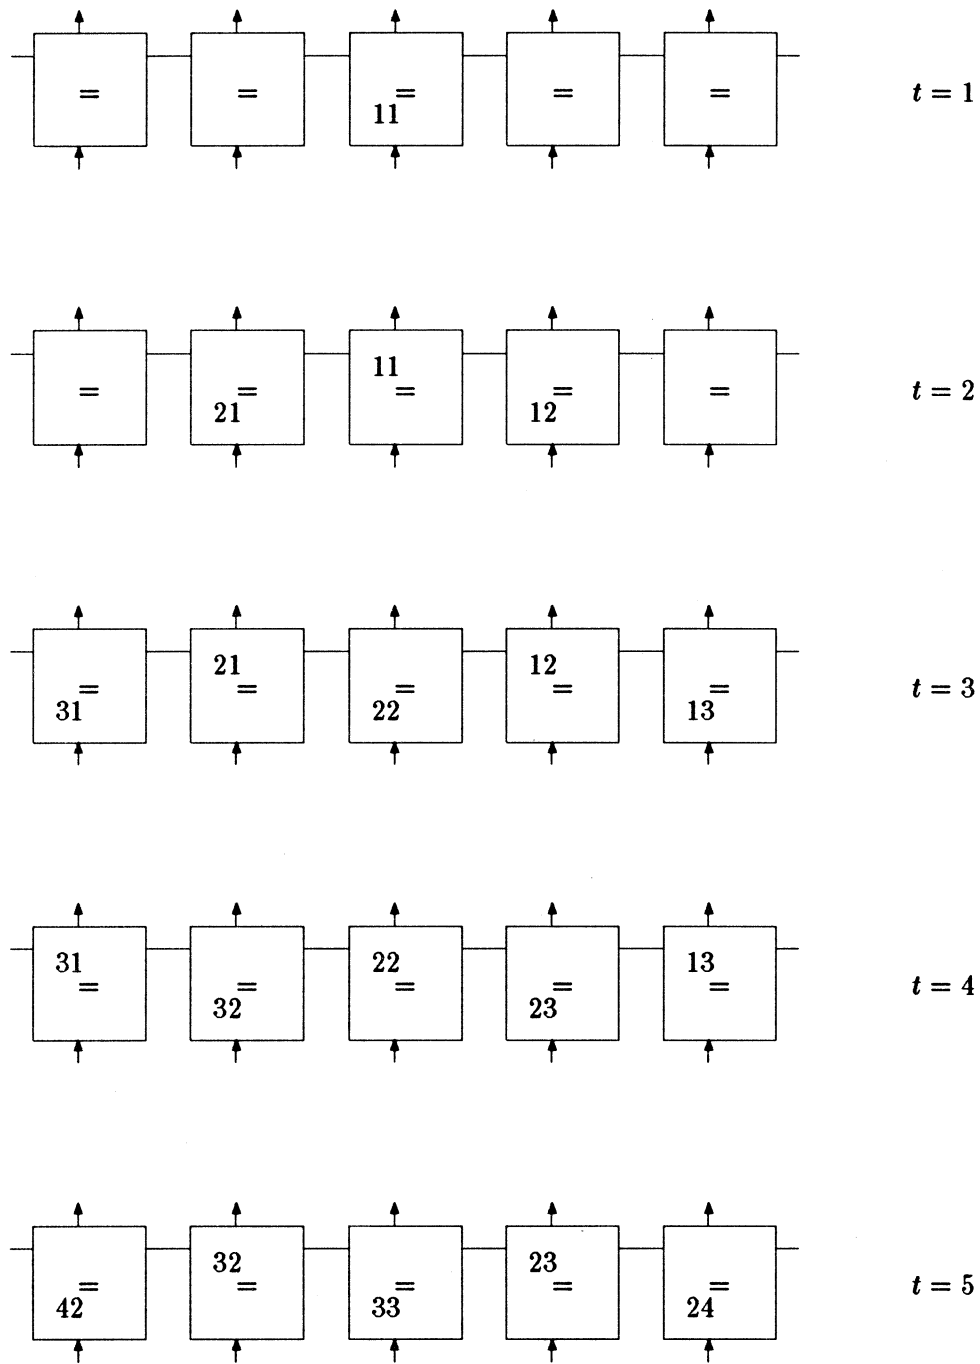 = = = = = t = 1
11
11
= = = = = t = 2
21 12
21 12
= = = = = t = 3
31 22 13
31 22 13
= = = = = t = 4
32 23
32 23
= = = = = t = 5
42 33 24